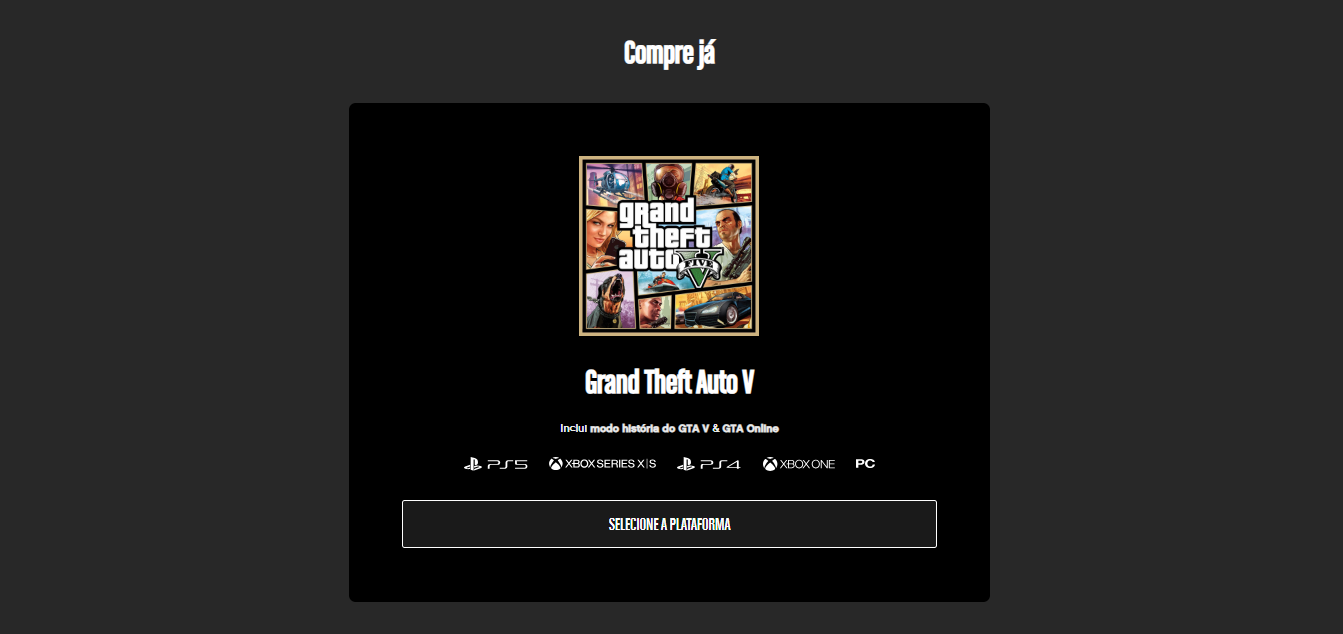 Compre já
grand
theft
auto
FIVE
V
Grand Theft Auto V
Inclui modo história do GTA V & GTA Online
PS5 XBOX SERIES X|S PS4 XBOX ONE PC
SELECIONE A PLATAFORMA